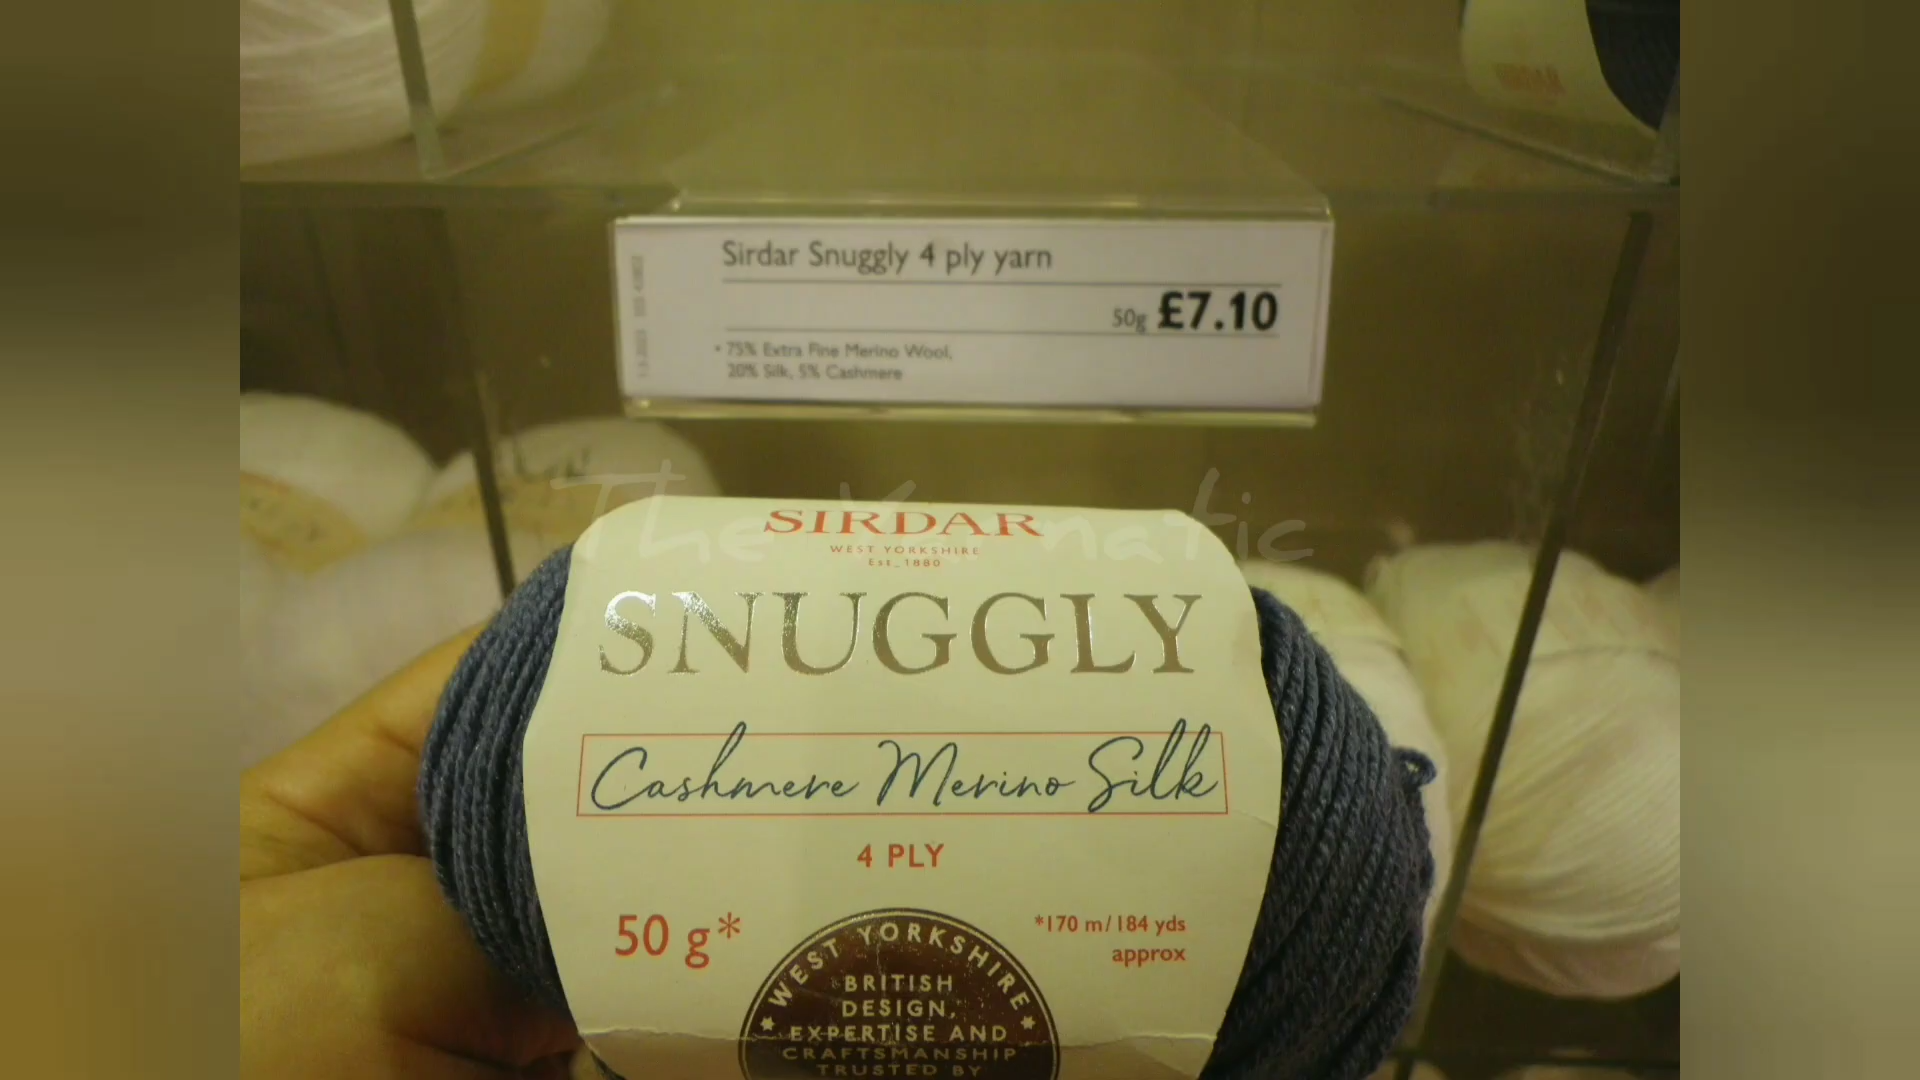 Sirdar Snuggly 4 ply yarn
50g £7.10
• 75% Extra Fine Merino Wool,
20% Silk, 5% Cashmere
SIRDAR
WEST YORKSHIRE
Est_1880
SNUGGLY
Cashmere Merino Silk
4 PLY
50 g*
*170 m/184 yds
approx
WEST YORKSHIRE
BRITISH
DESIGN,
EXPERTISE AND
CRAFTSMANSHIP
TRUSTED BY